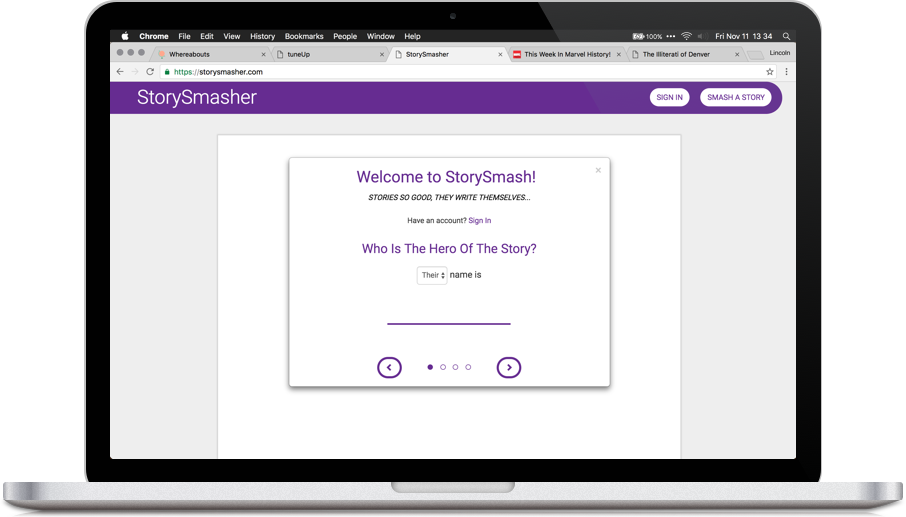 Chrome File Edit View History Bookmarks People Window Help 100% Fri Nov 11 13 34
Whereabouts tuneUp StorySmasher This Week In Marvel History! The Illiterati of Denver Lincoln
https://storysmasher.com
StorySmasher SIGN IN SMASH A STORY
Welcome to StorySmash!
STORIES SO GOOD, THEY WRITE THEMSELVES...
Have an account? Sign In
Who Is The Hero Of The Story?
Their name is